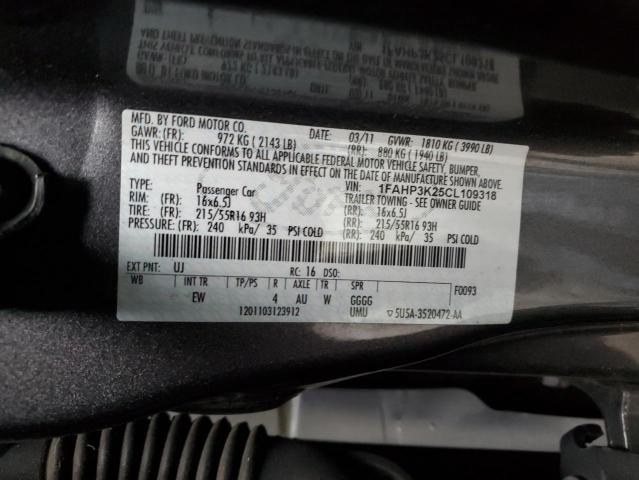 MFD. BY FORD MOTOR CO.
DATE: 03/11 GVWR: 1810 KG ( 3990 LB)
GAWR: (FR): 972 KG ( 2143 LB) (RR): 880 KG ( 1940 LB)
THIS VEHICLE CONFORMS TO ALL APPLICABLE FEDERAL MOTOR VEHICLE SAFETY, BUMPER,
AND THEFT PREVENTION STANDARDS IN EFFECT ON THE DATE OF MANUFACTURE SHOWN ABOVE.
VIN: 1FAHP3K25CL109318
TYPE: Passenger Car TRAILER TOWING - SEE OWNER GUIDE
RIM: (FR): 16x6.5J (RR): 16x6.5J
TIRE: (FR): 215/55R16 93H (RR): 215/55R16 93H
PRESSURE: (FR): 240 kPa/ 35 PSI COLD (RR): 240 kPa/ 35 PSI COLD
EXT PNT: UJ RC: 16 DSO: F0093
WB INT TR TP/PS R AXLE TR SPR
EW 4 AU W GGGG
1201103123912 UMU 5U5A-3520472-AA